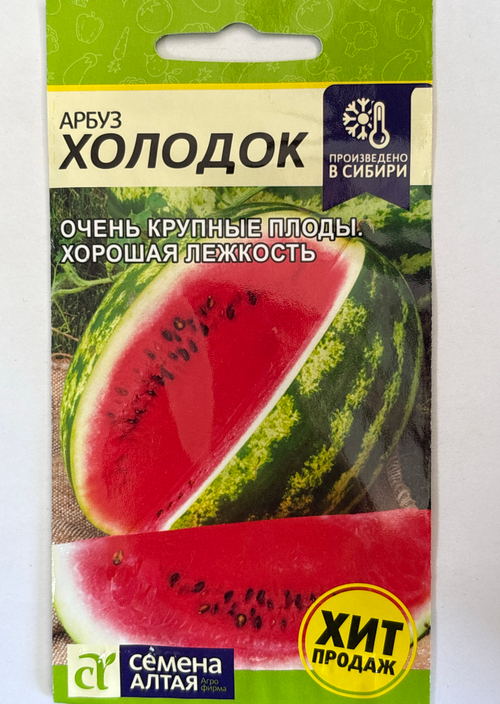 АРБУЗ
ХОЛОДОК
ПРОИЗВЕДЕНО
В СИБИРИ
ОЧЕНЬ КРУПНЫЕ ПЛОДЫ.
ХОРОШАЯ ЛЕЖКОСТЬ
ХИТ
ПРОДАЖ
Семена
АЛТАЯ
Агро
фирма